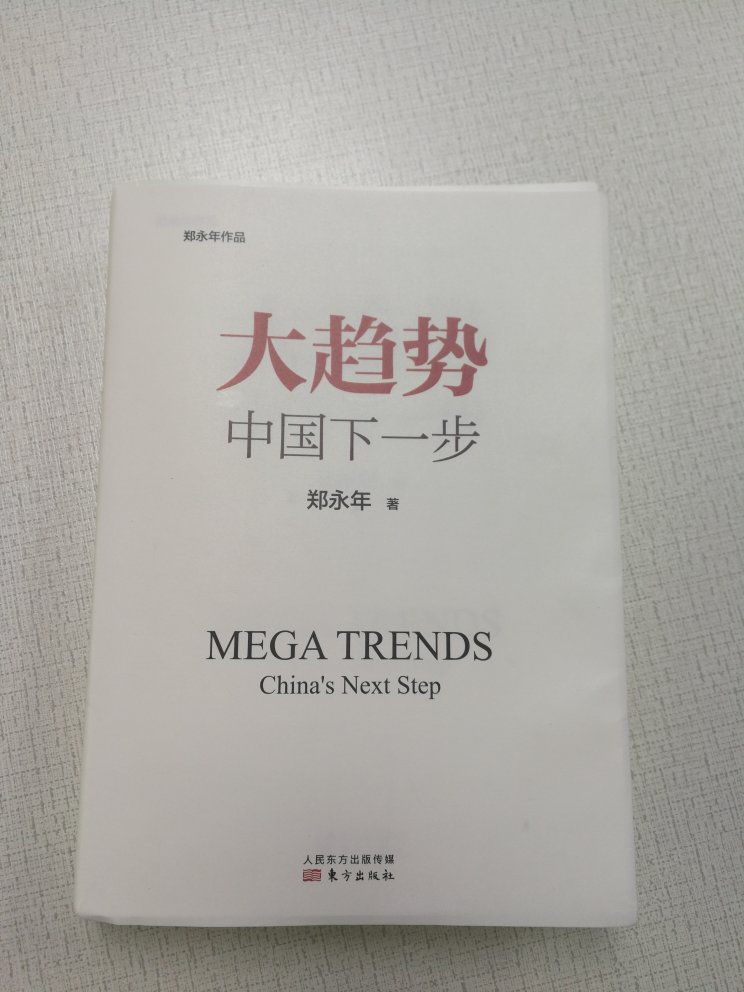 郑永年作品
大趋势
中国下一步
郑永年 著
MEGA TRENDS
China's Next Step
人民东方出版传媒
东方出版社